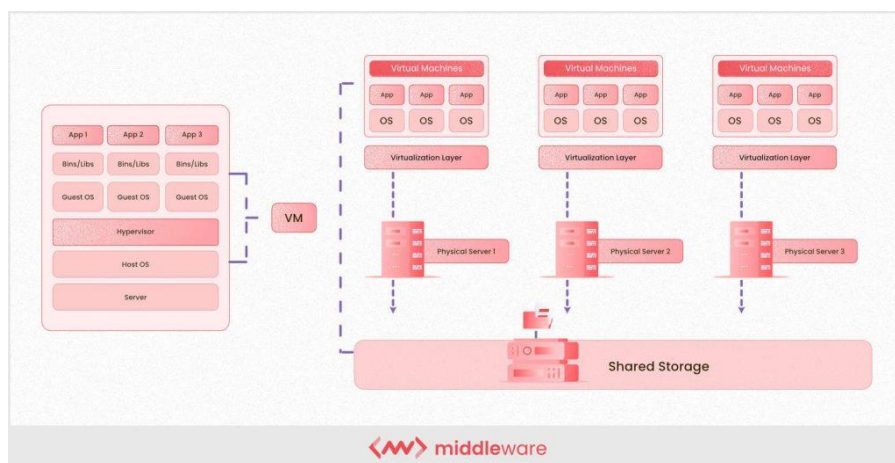 App 1 App 2 App 3
Bins/Libs Bins/Libs Bins/Libs
Guest OS Guest OS Guest OS
Hypervisor
Host OS
Server
VM
Virtual Machines
App App App
OS OS OS
Virtualization Layer
Physical Server 1
Virtual Machines
App App App
OS OS OS
Virtualization Layer
Physical Server 2
Virtual Machines
App App App
OS OS OS
Virtualization Layer
Physical Server 3
Shared Storage
middleware